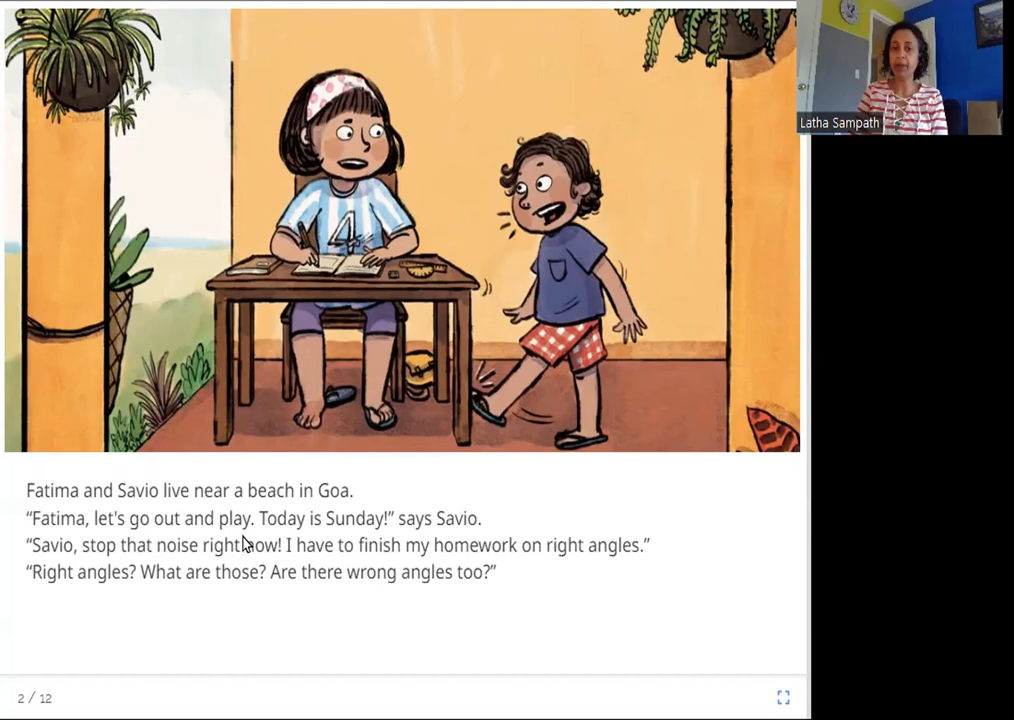 Latha Sampath
4
Fatima and Savio live near a beach in Goa.
“Fatima, let's go out and play. Today is Sunday!” says Savio.
“Savio, stop that noise right now! I have to finish my homework on right angles.”
“Right angles? What are those? Are there wrong angles too?”
2 / 12